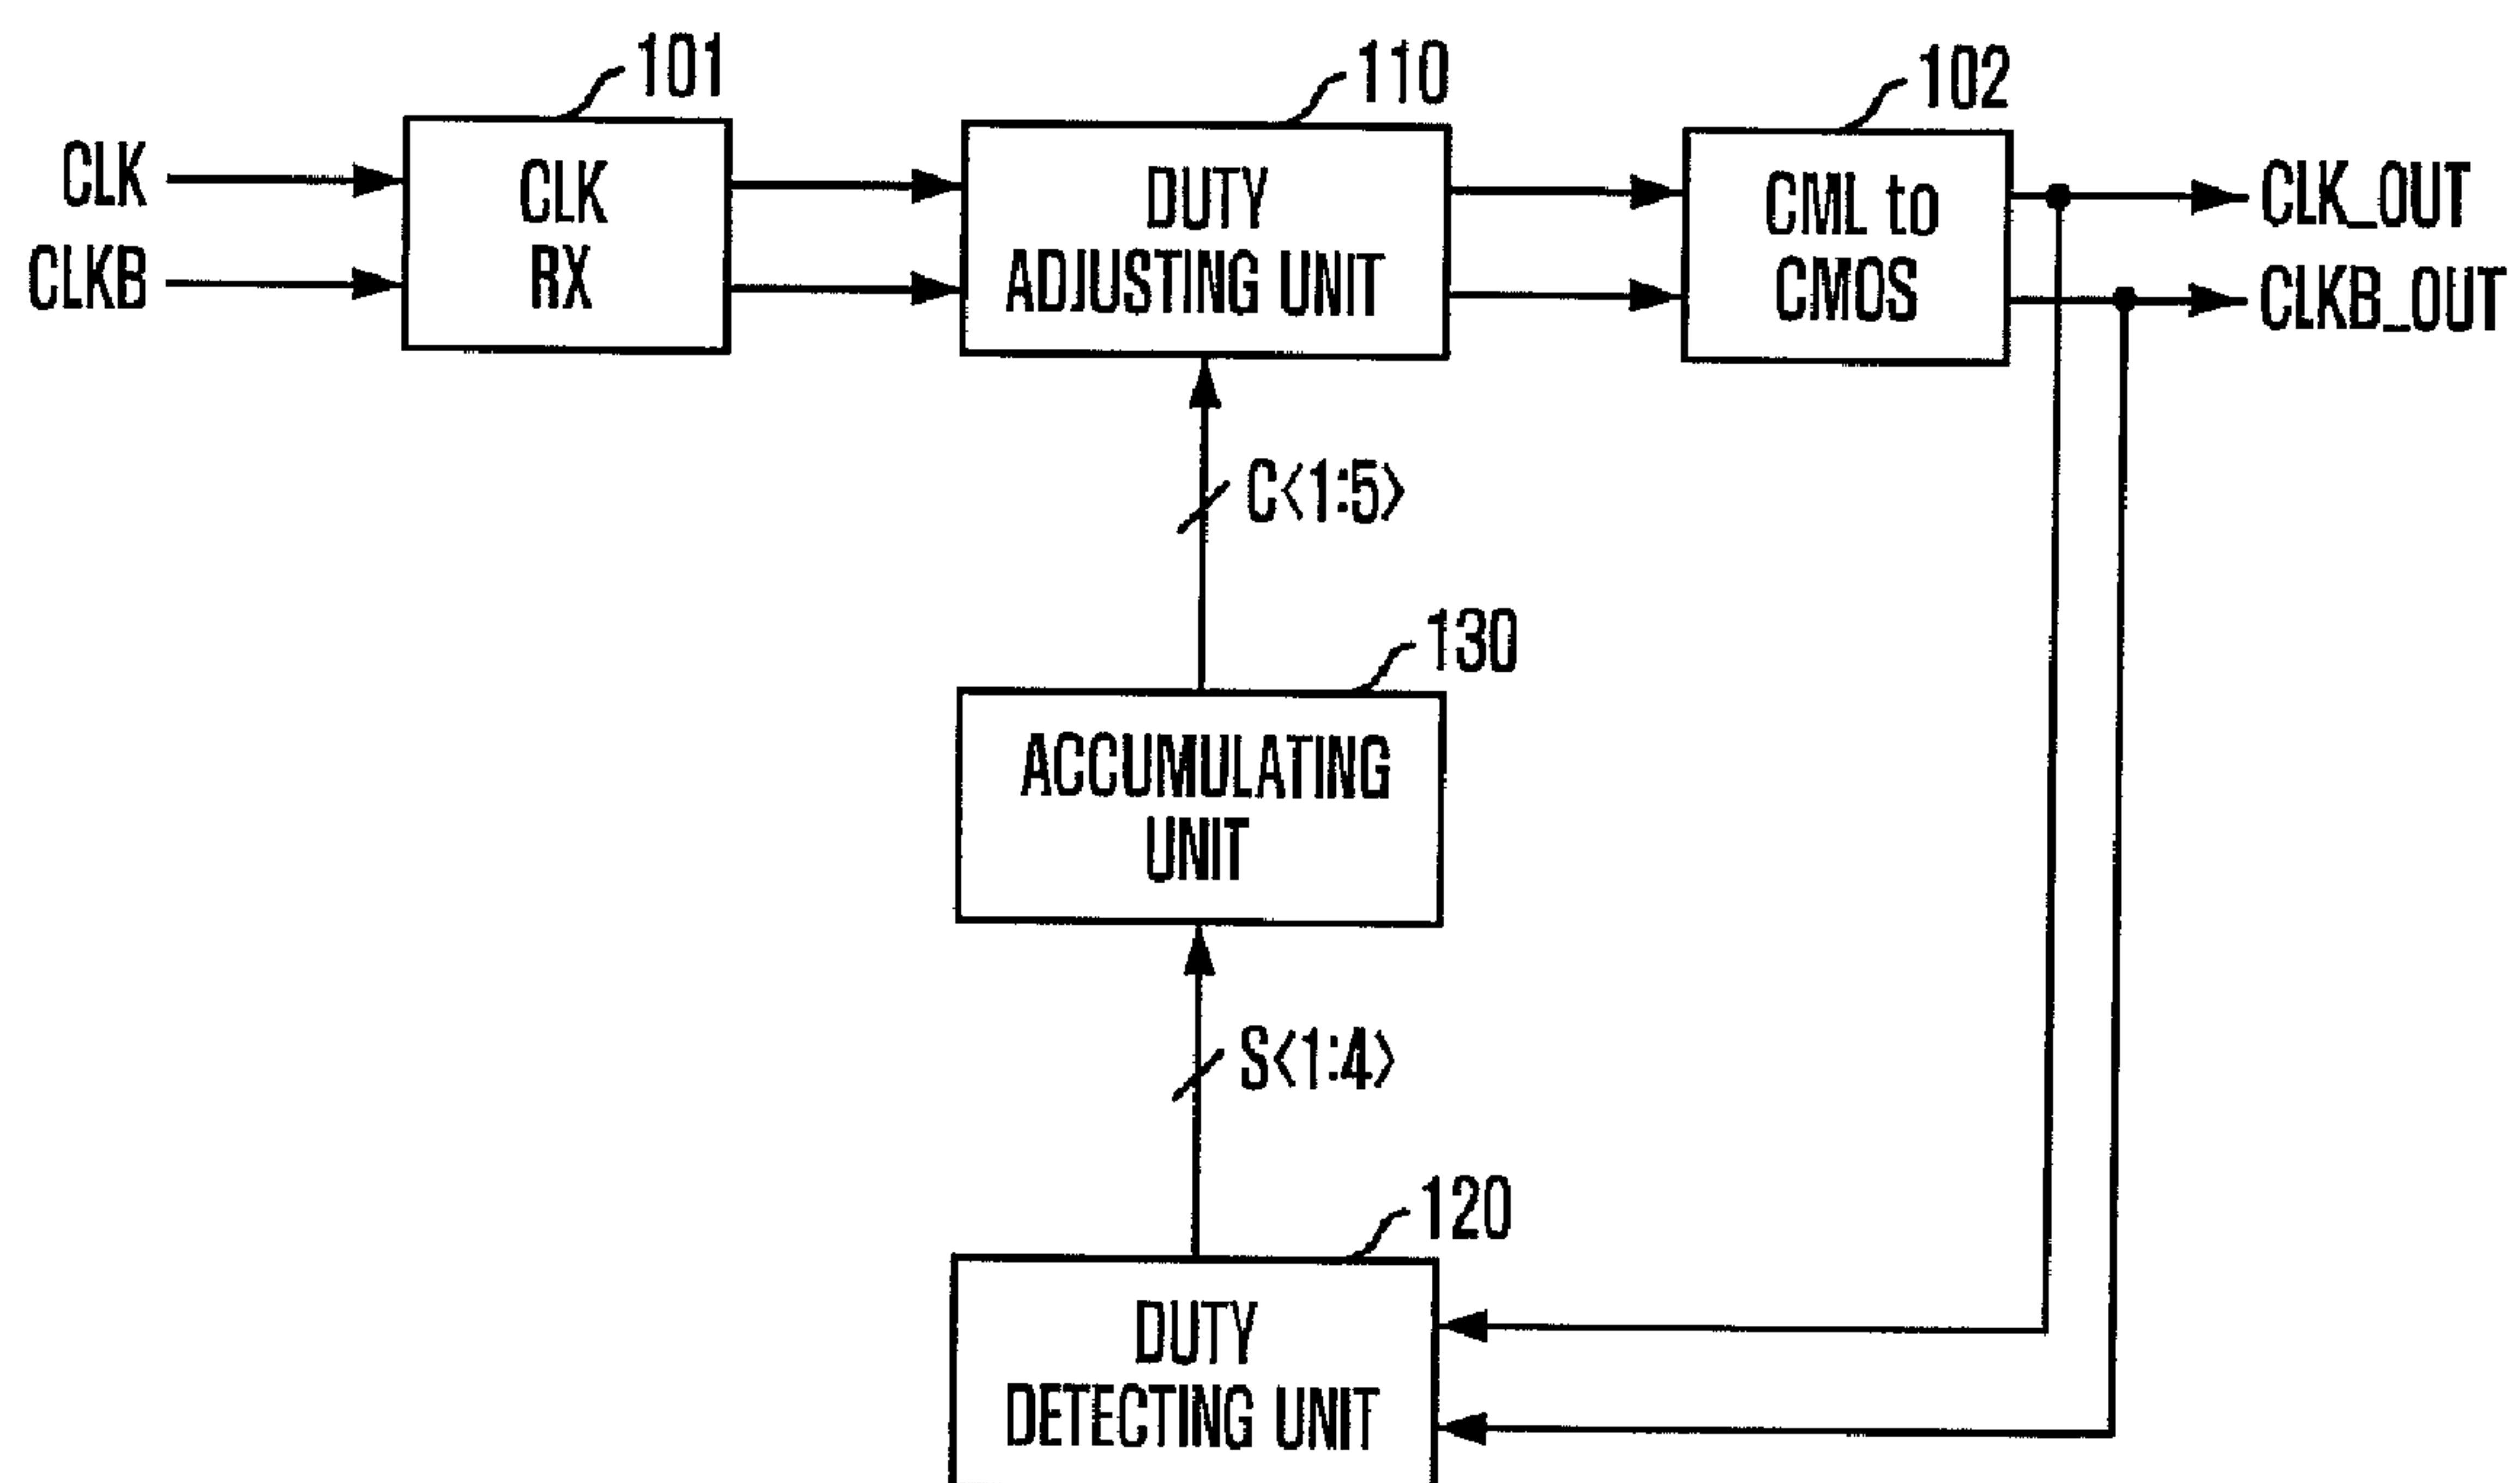 101
110
102
CLK
CLKB
CLK
RX
DUTY
ADJUSTING UNIT
CML to
CMOS
CLK_OUT
CLKB_OUT
C<1:5>
130
ACCUMULATING
UNIT
S<1:4>
120
DUTY
DETECTING UNIT